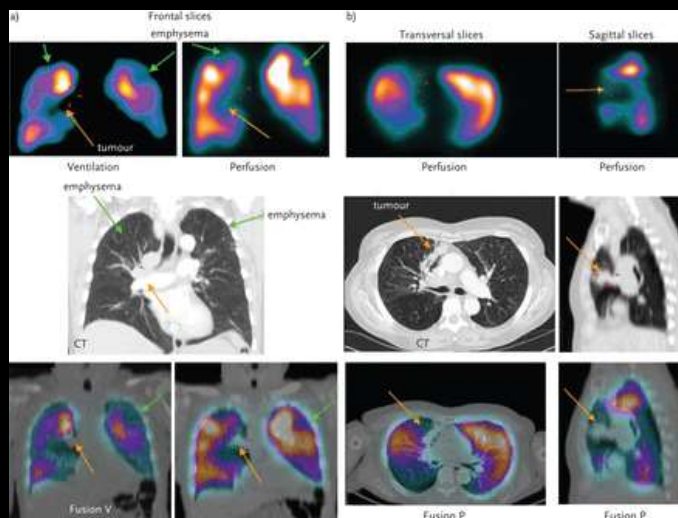 a)
Frontal slices
emphysema
tumour
Ventilation
Perfusion
b)
Transversal slices
Sagittal slices
Perfusion
Perfusion
emphysema
emphysema
CT
tumour
CT
Fusion V
Fusion P
Fusion P